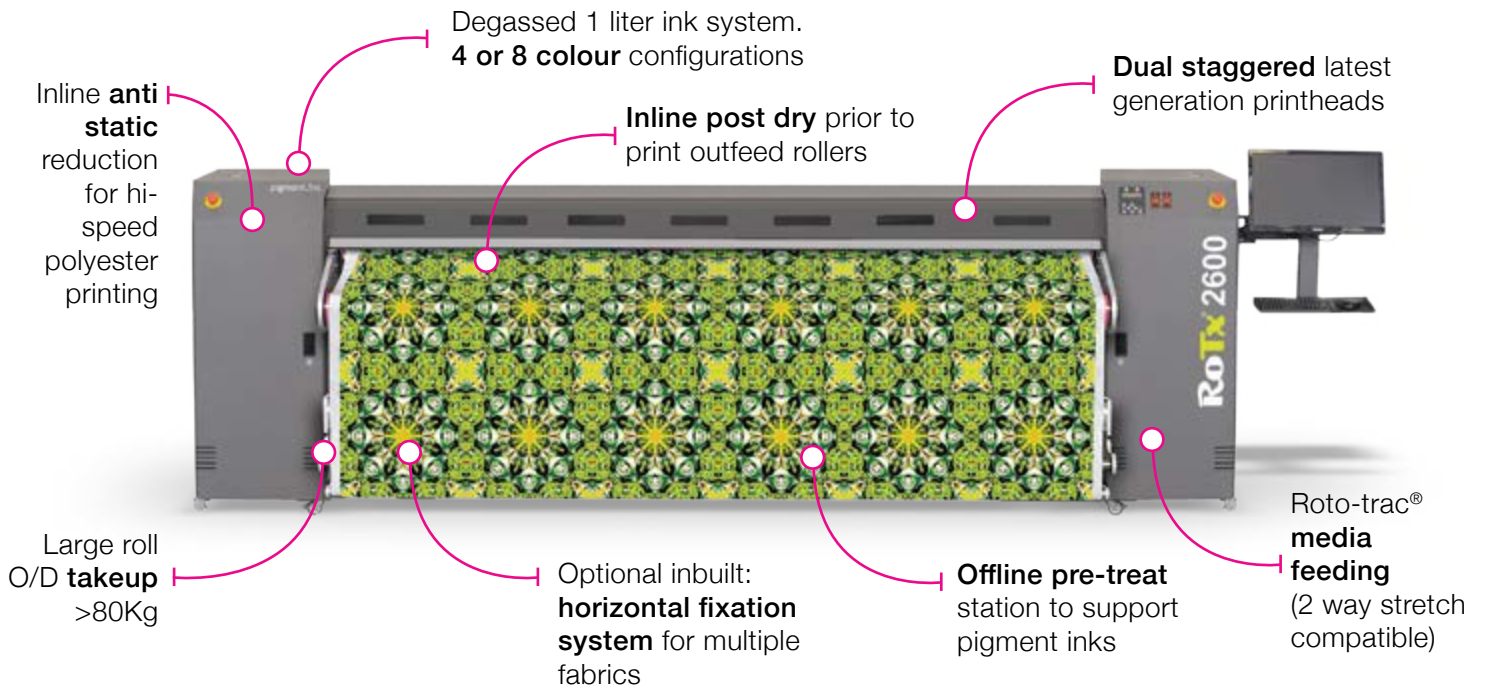 Degassed 1 liter ink system.
4 or 8 colour configurations
Inline anti
static
reduction
for hi-
speed
polyester
printing
Inline post dry prior to
print outfeed rollers
Dual staggered latest
generation printheads
pigment.inc
RoTx 2600
Large roll
O/D takeup
>80Kg
Optional inbuilt:
horizontal fixation
system for multiple
fabrics
Offline pre-treat
station to support
pigment inks
Roto-trac®
media
feeding
(2 way stretch
compatible)